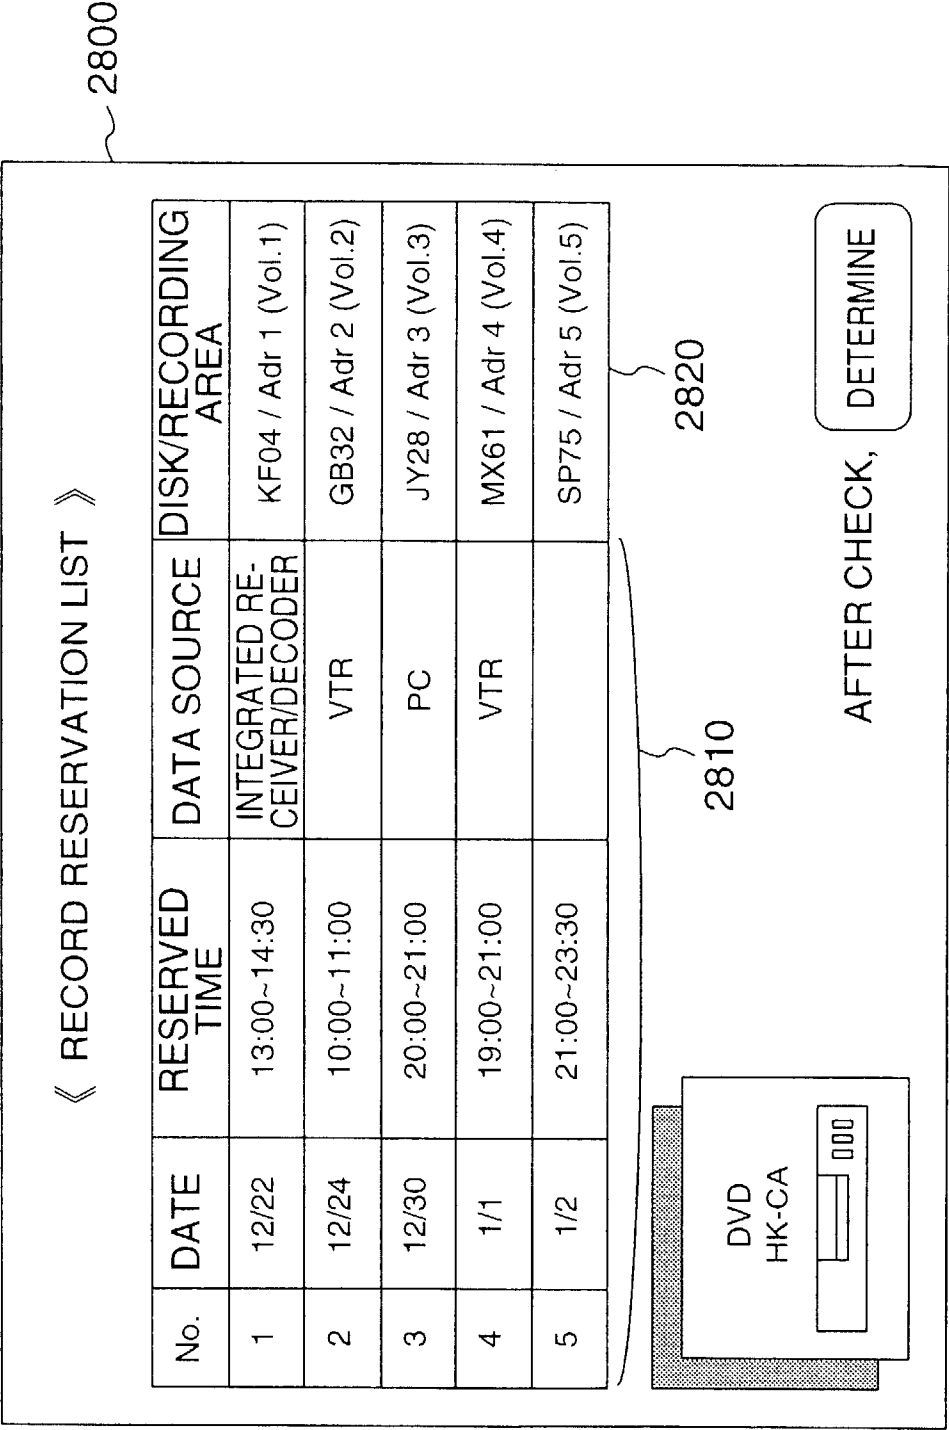 2800
《 RECORD RESERVATION LIST 》
No. DATE RESERVED TIME DATA SOURCE DISK/RECORDING AREA
1 12/22 13:00~14:30 INTEGRATED RE-CEIVER/DECODER KF04 / Adr 1 (Vol.1)
2 12/24 10:00~11:00 VTR GB32 / Adr 2 (Vol.2)
3 12/30 20:00~21:00 PC JY28 / Adr 3 (Vol.3)
4 1/1 19:00~21:00 VTR MX61 / Adr 4 (Vol.4)
5 1/2 21:00~23:30 SP75 / Adr 5 (Vol.5)
2810
2820
DVD
HK-CA
AFTER CHECK, DETERMINE